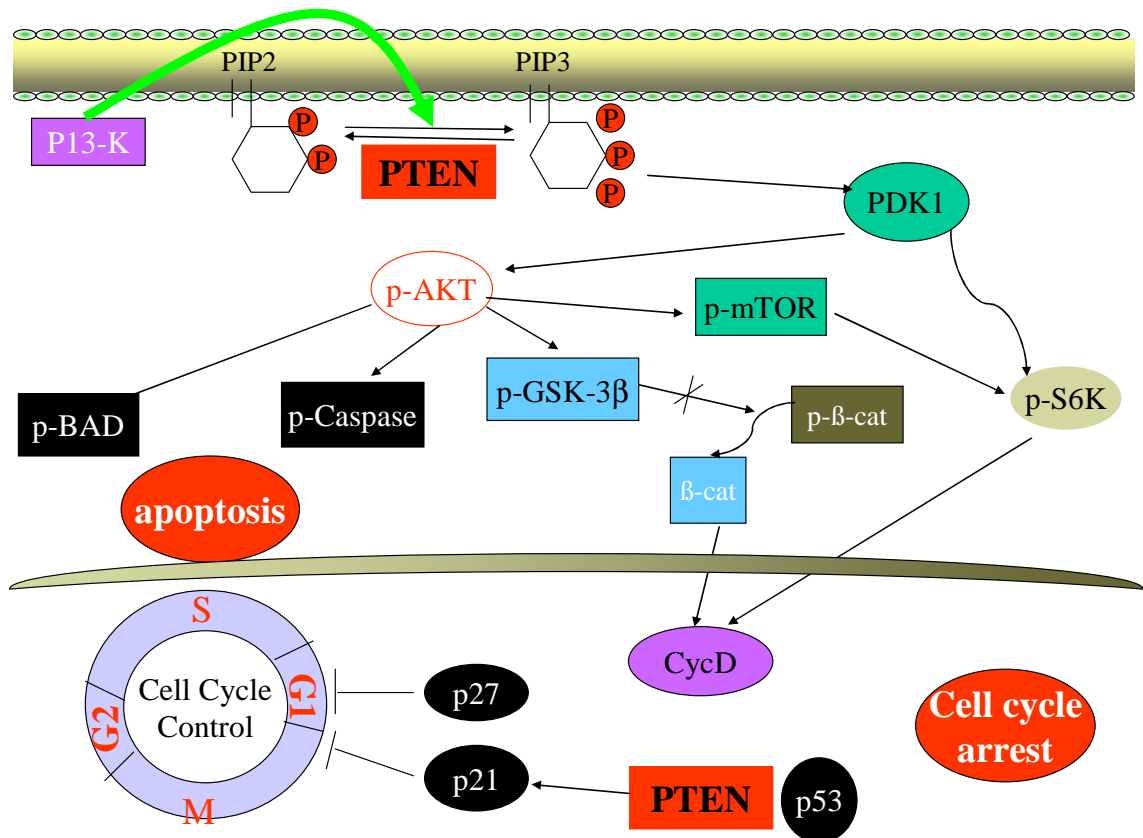 PIP2
PIP3
P13-K
P
P
PTEN
P
P
P
PDK1
p-AKT
p-mTOR
p-GSK-3β
p-BAD
p-Caspase
p-ß-cat
p-S6K
ß-cat
apoptosis
S
G1
G2
M
Cell Cycle
Control
p27
p21
CycD
PTEN
p53
Cell cycle
arrest